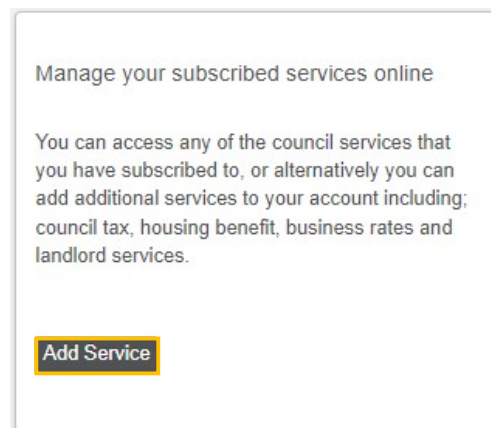 Manage your subscribed services online
You can access any of the council services that
you have subscribed to, or alternatively you can
add additional services to your account including;
council tax, housing benefit, business rates and
landlord services.
Add Service